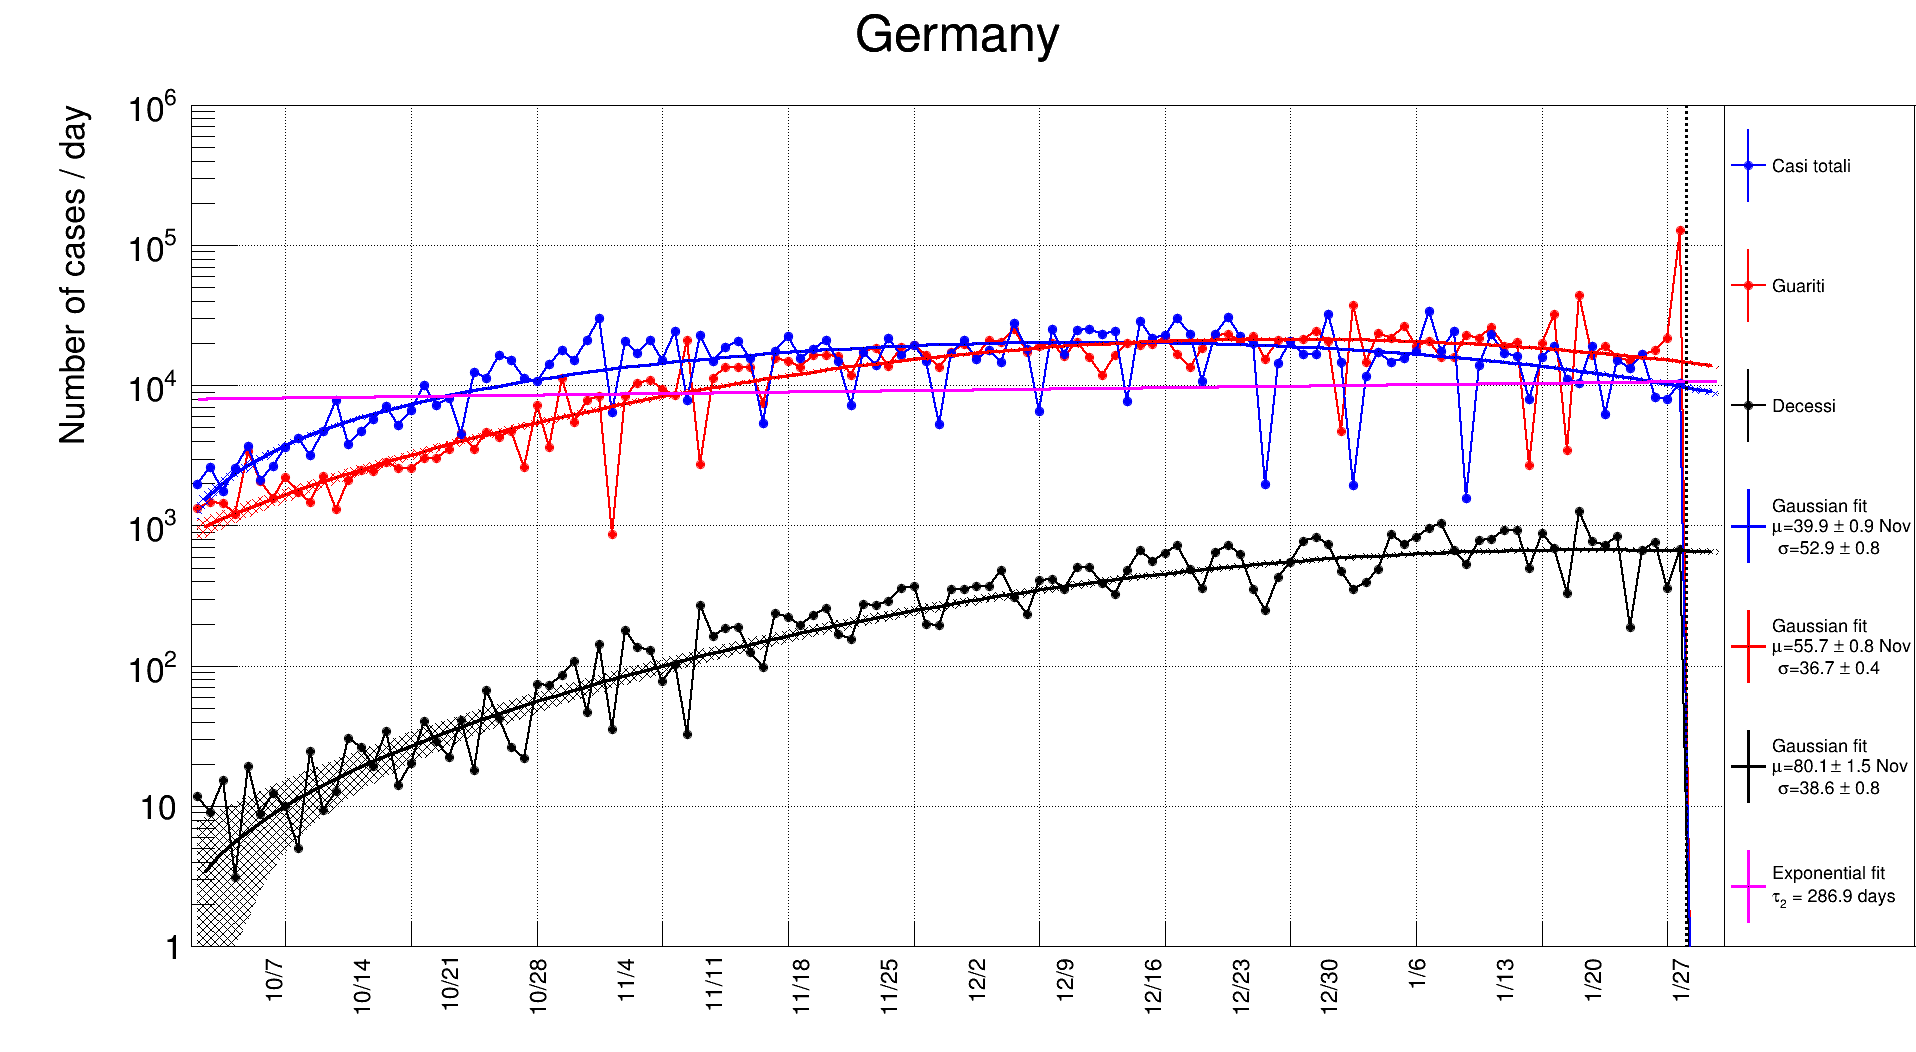 Germany
Number of cases / day
10^6
10^5
10^4
10^3
10^2
10
1
10/7 10/14 10/21 10/28 11/4 11/11 11/18 11/25 12/2 12/9 12/16 12/23 12/30 1/6 1/13 1/20 1/27
Casi totali
Guariti
Decessi
Gaussian fit
μ=39.9 ± 0.9 Nov
σ=52.9 ± 0.8
Gaussian fit
μ=55.7 ± 0.8 Nov
σ=36.7 ± 0.4
Gaussian fit
μ=80.1 ± 1.5 Nov
σ=38.6 ± 0.8
Exponential fit
τ₂ = 286.9 days